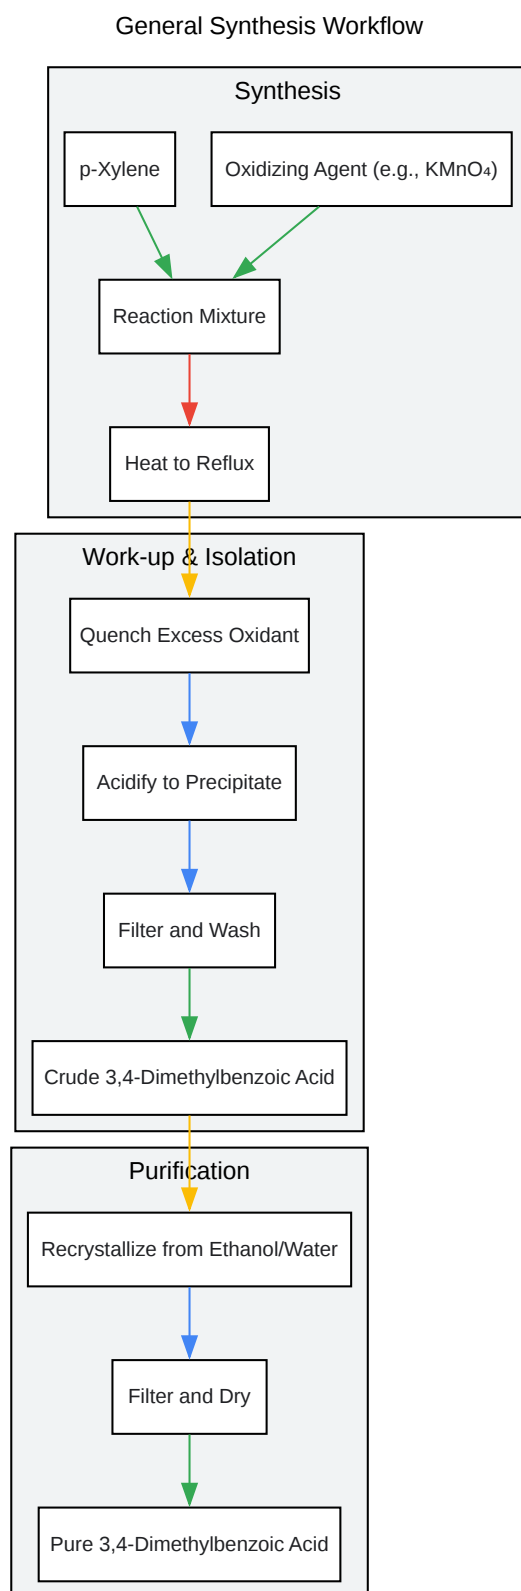 General Synthesis Workflow
Synthesis
p-Xylene
Oxidizing Agent (e.g., KMnO₄)
Reaction Mixture
Heat to Reflux
Work-up & Isolation
Quench Excess Oxidant
Acidify to Precipitate
Filter and Wash
Crude 3,4-Dimethylbenzoic Acid
Purification
Recrystallize from Ethanol/Water
Filter and Dry
Pure 3,4-Dimethylbenzoic Acid